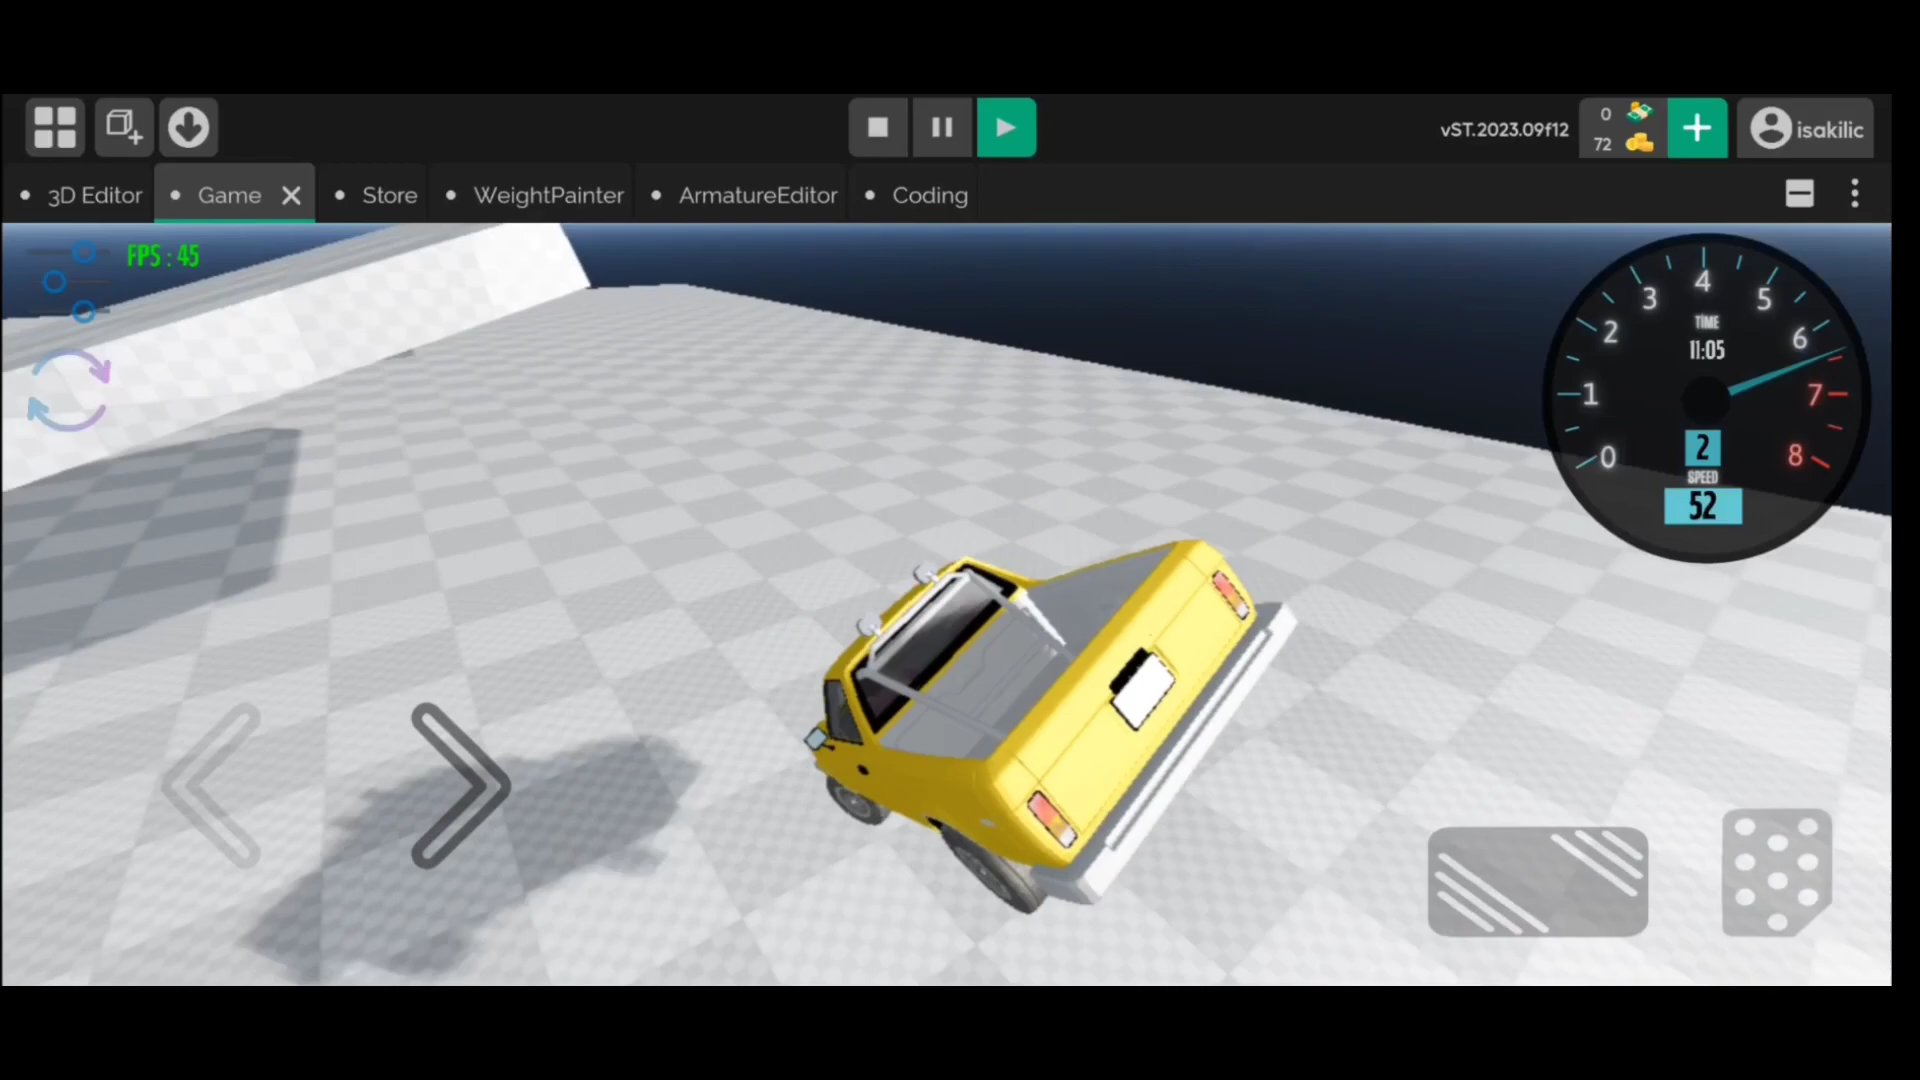 vST.2023.09f12
0
72
isakilic
3D Editor
Game
Store
WeightPainter
ArmatureEditor
Coding
FPS : 45
0
1
2
3
4
5
6
7
8
TIME
11:05
2
SPEED
52